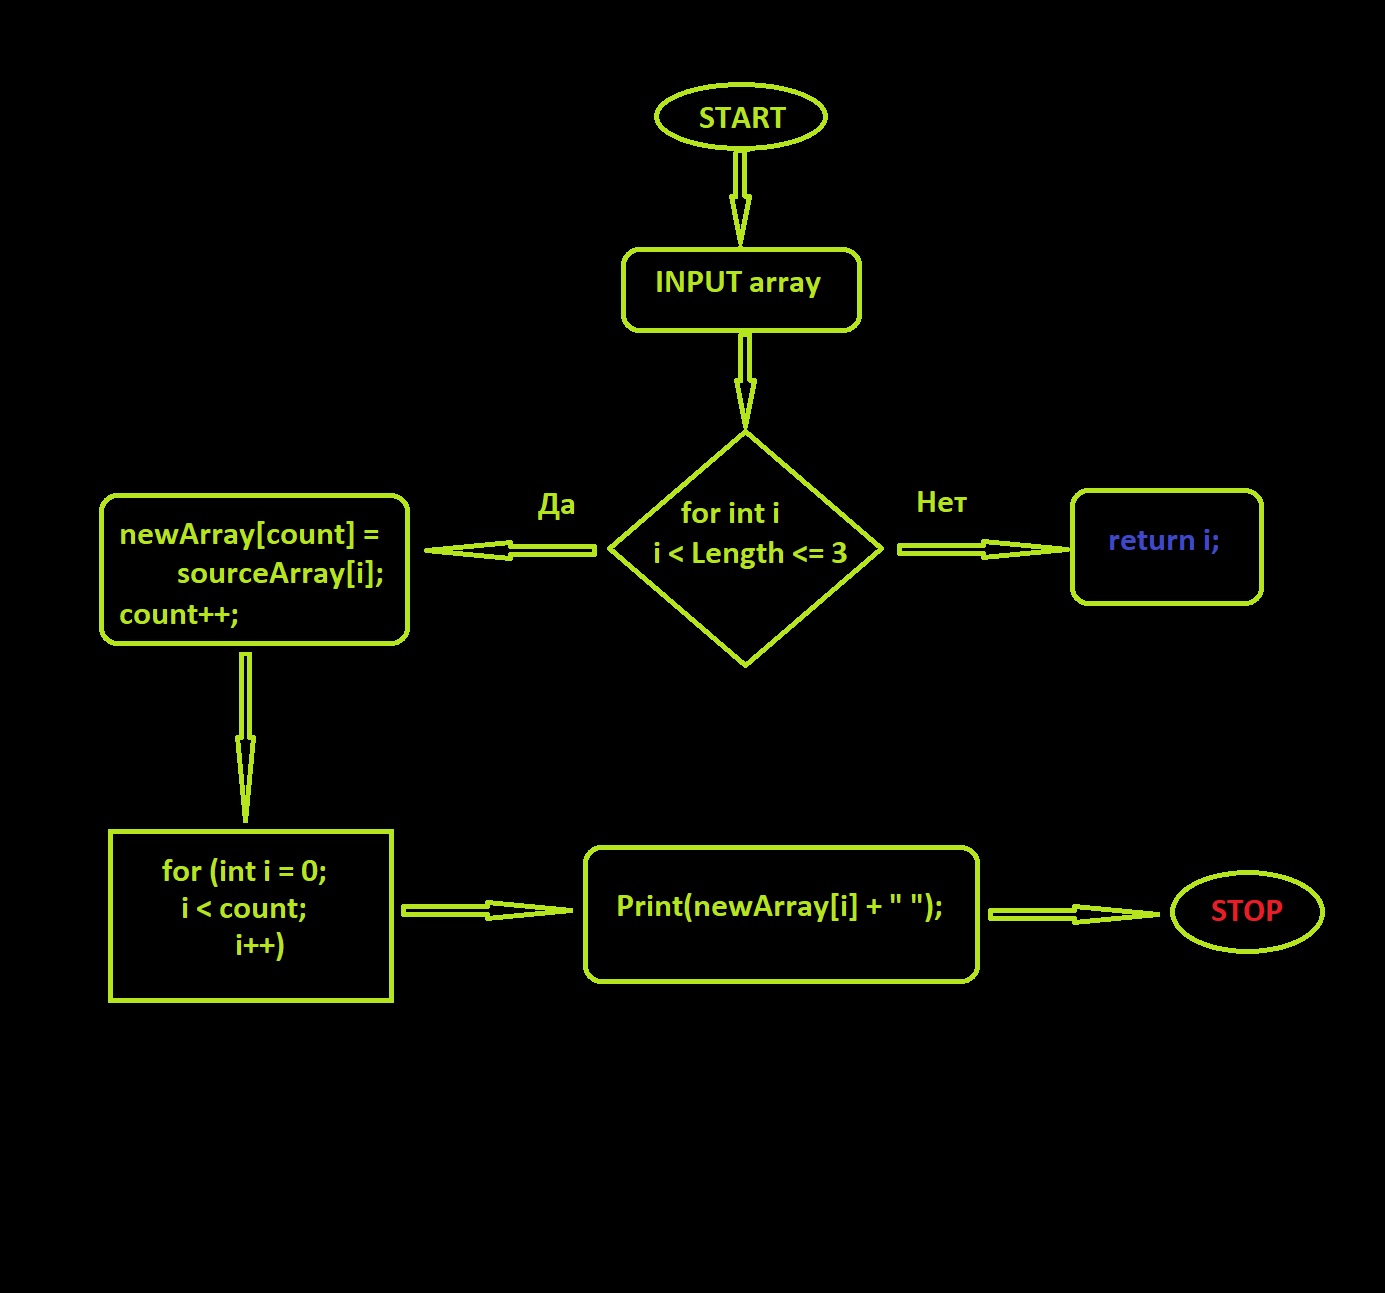 START
INPUT array
for int i
i < Length <= 3
Да
Нет
newArray[count] =
sourceArray[i];
count++;
return i;
for (int i = 0;
i < count;
i++)
Print(newArray[i] + " ");
STOP